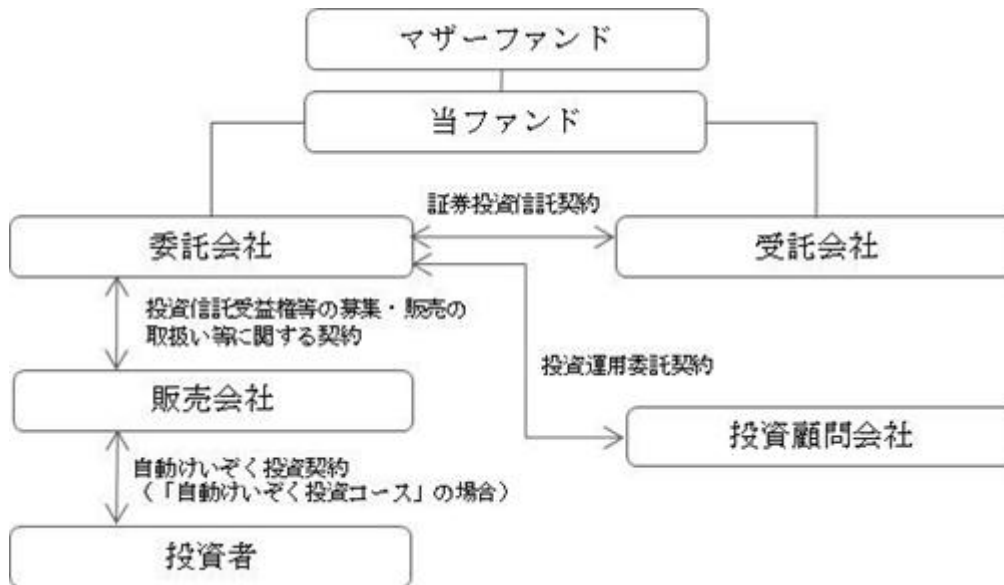 マザーファンド
当ファンド
証券投資信託契約
委託会社
受託会社
投資信託受益権等の募集・販売の
取扱い等に関する契約
投資運用委託契約
販売会社
投資顧問会社
自動けいぞく投資契約
(「自動けいぞく投資コース」の場合)
投資者